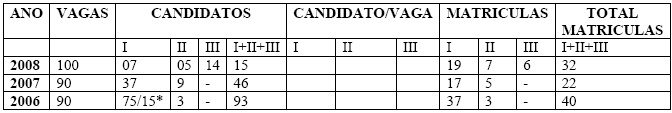 ANO VAGAS CANDIDATOS CANDIDATO/VAGA MATRICULAS TOTAL MATRICULAS
I II III I+II+III I II III I II III I+II+III
2008 100 07 05 14 15 19 7 6 32
2007 90 37 9 - 46 17 5 - 22
2006 90 75/15* 3 - 93 37 3 - 40